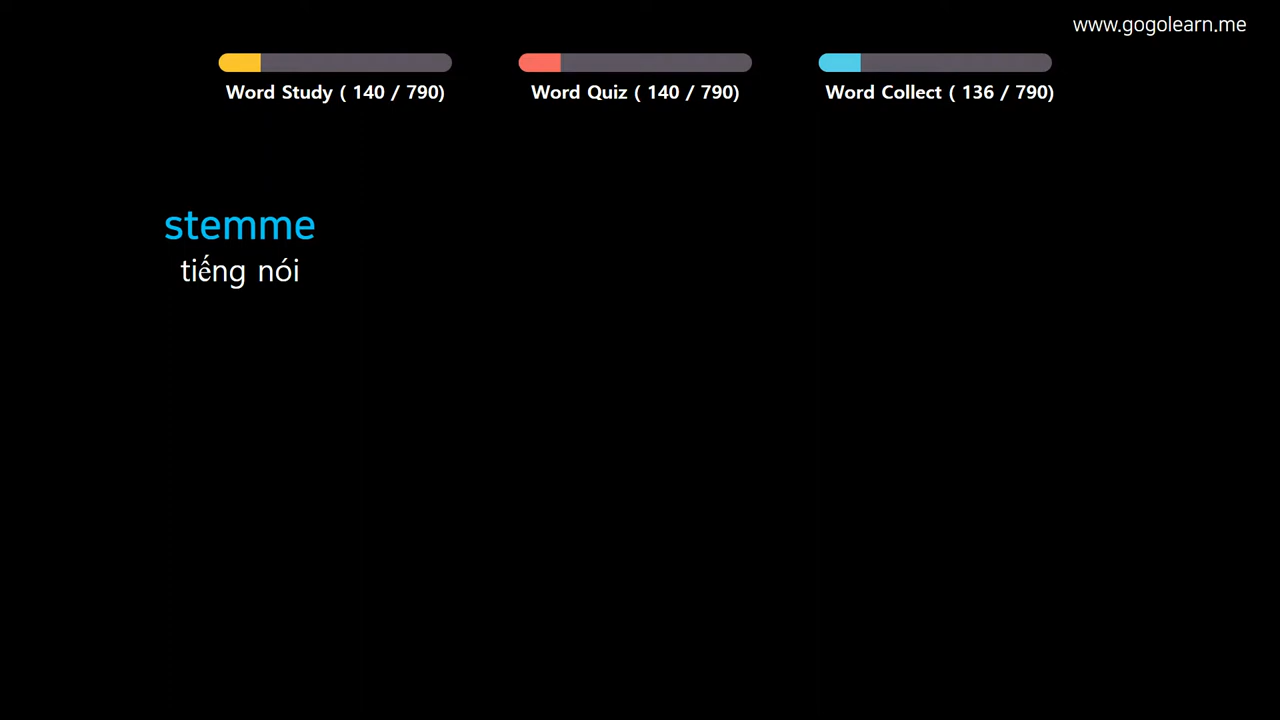 www.gogolearn.me
Word Study ( 140 / 790)
Word Quiz ( 140 / 790)
Word Collect ( 136 / 790)
stemme
tiếng nói